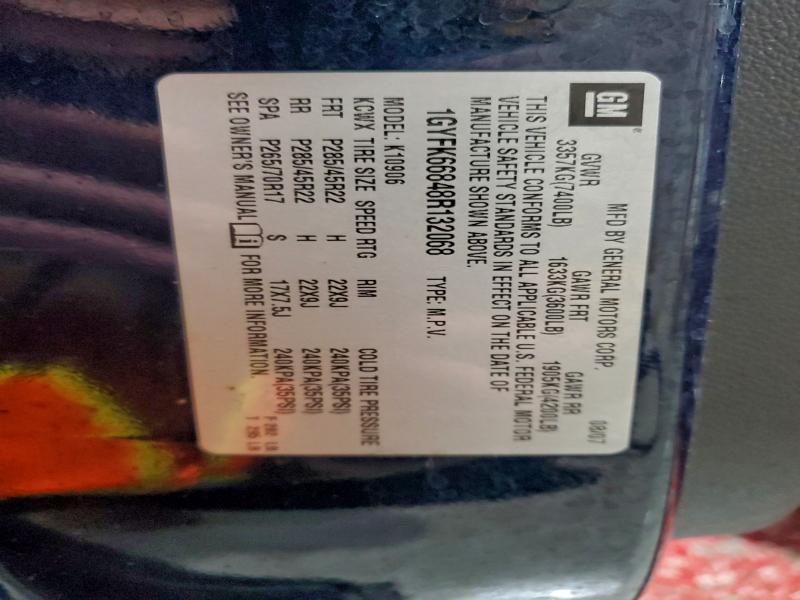 GM®
MFD BY GENERAL MOTORS CORP. 08/07
GVWR GAWR FRT GAWR RR
3357KG(7400LB) 1633KG(3600LB) 1905KG(4200LB)
THIS VEHICLE CONFORMS TO ALL APPLICABLE U.S. FEDERAL MOTOR
VEHICLE SAFETY STANDARDS IN EFFECT ON THE DATE OF
MANUFACTURE SHOWN ABOVE.
1GYFK66848R132068 TYPE: M.P.V.
MODEL: K10906
KCWX TIRE SIZE SPEED RTG RIM COLD TIRE PRESSURE
FRT P285/45R22 H 22X9J 240KPA(35PSI)
RR P285/45R22 H 22X9J 240KPA(35PSI)
SPA P265/70R17 S 17X7.5J 240KPA(35PSI)
SEE OWNER'S MANUAL i FOR MORE INFORMATION.